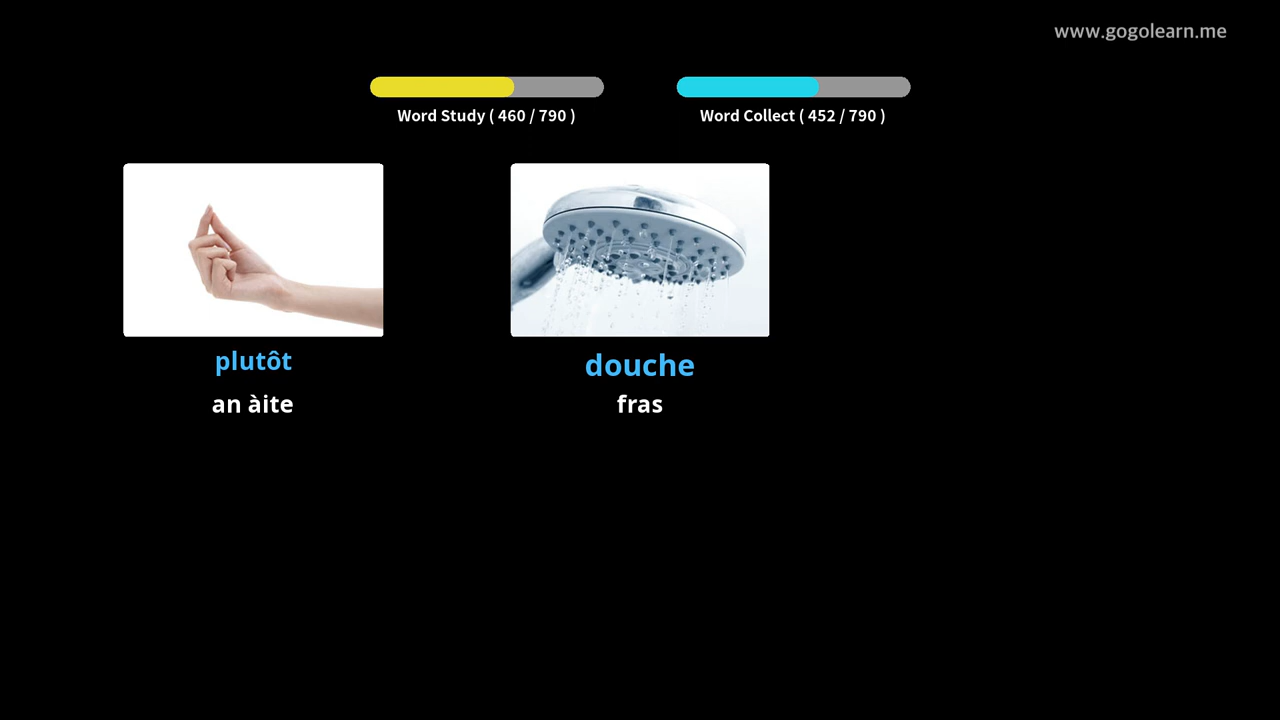 www.gogolearn.me
Word Study ( 460 / 790 )
Word Collect ( 452 / 790 )
plutôt
an àite
douche
fras